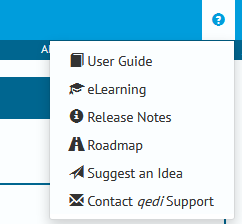 User Guide
eLearning
Release Notes
Roadmap
Suggest an Idea
Contact qedi Support